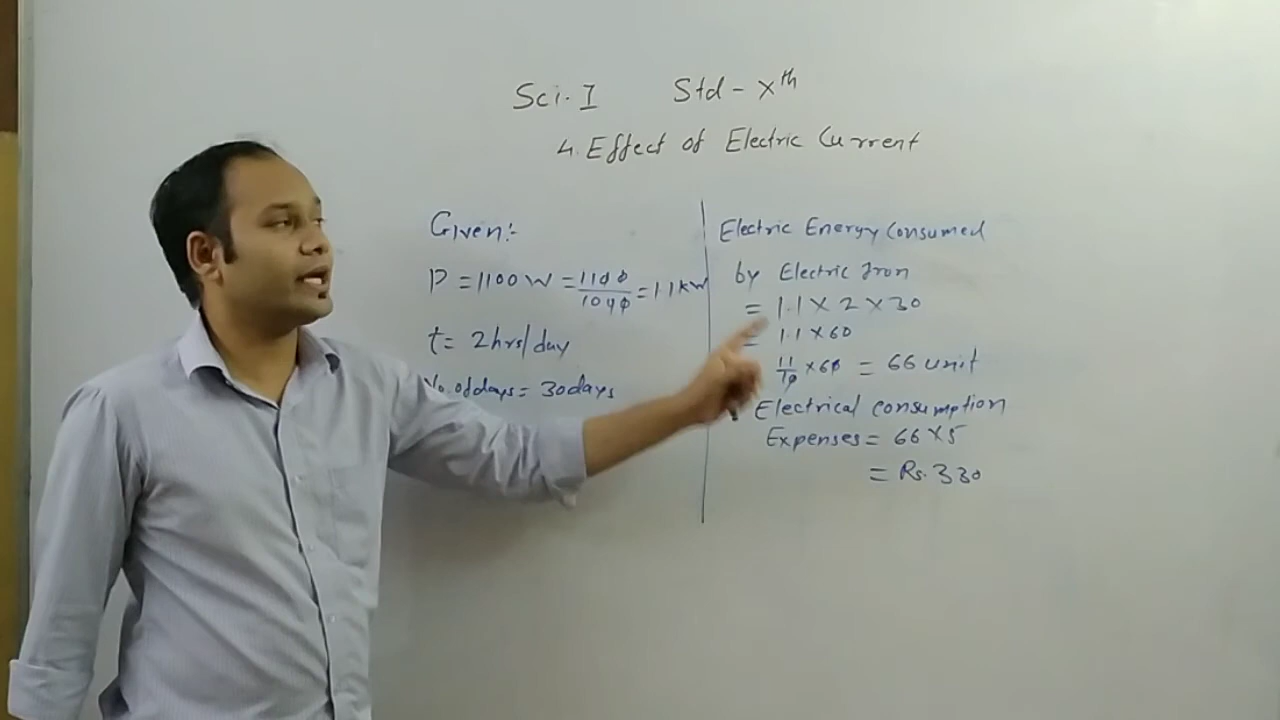 Sci. I Std - Xth
4. Effect of Electric Current
Given:-
P = 1100 W = 1100/1000 = 1.1 kW
t = 2 hrs/day
No. of days = 30 days
Electric Energy Consumed
by Electric Iron
= 1.1 × 2 × 30
= 1.1 × 60
11/10 × 60 = 66 unit
Electrical consumption
Expenses = 66 × 5
= Rs. 330